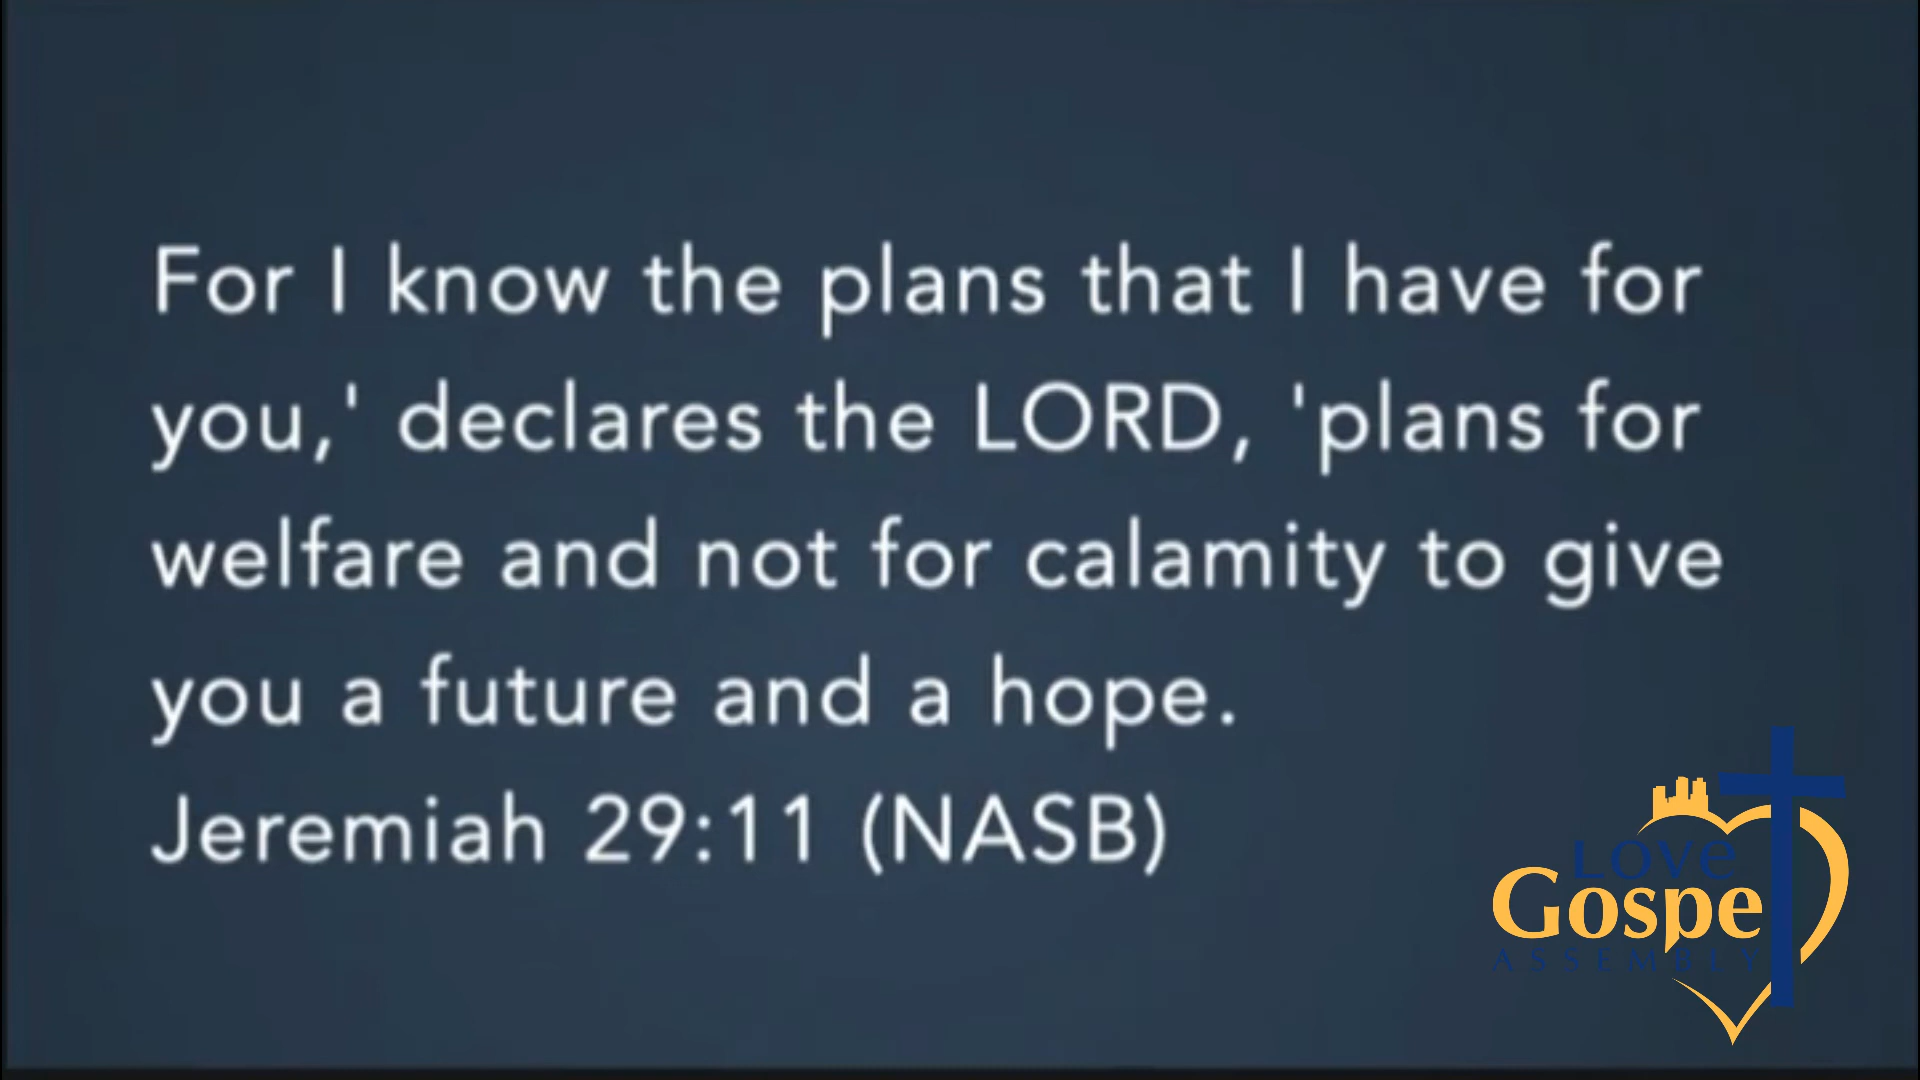 For I know the plans that I have for
you,' declares the LORD, 'plans for
welfare and not for calamity to give
you a future and a hope.
Jeremiah 29:11 (NASB)
LOVE
Gospel
ASSEMBLY